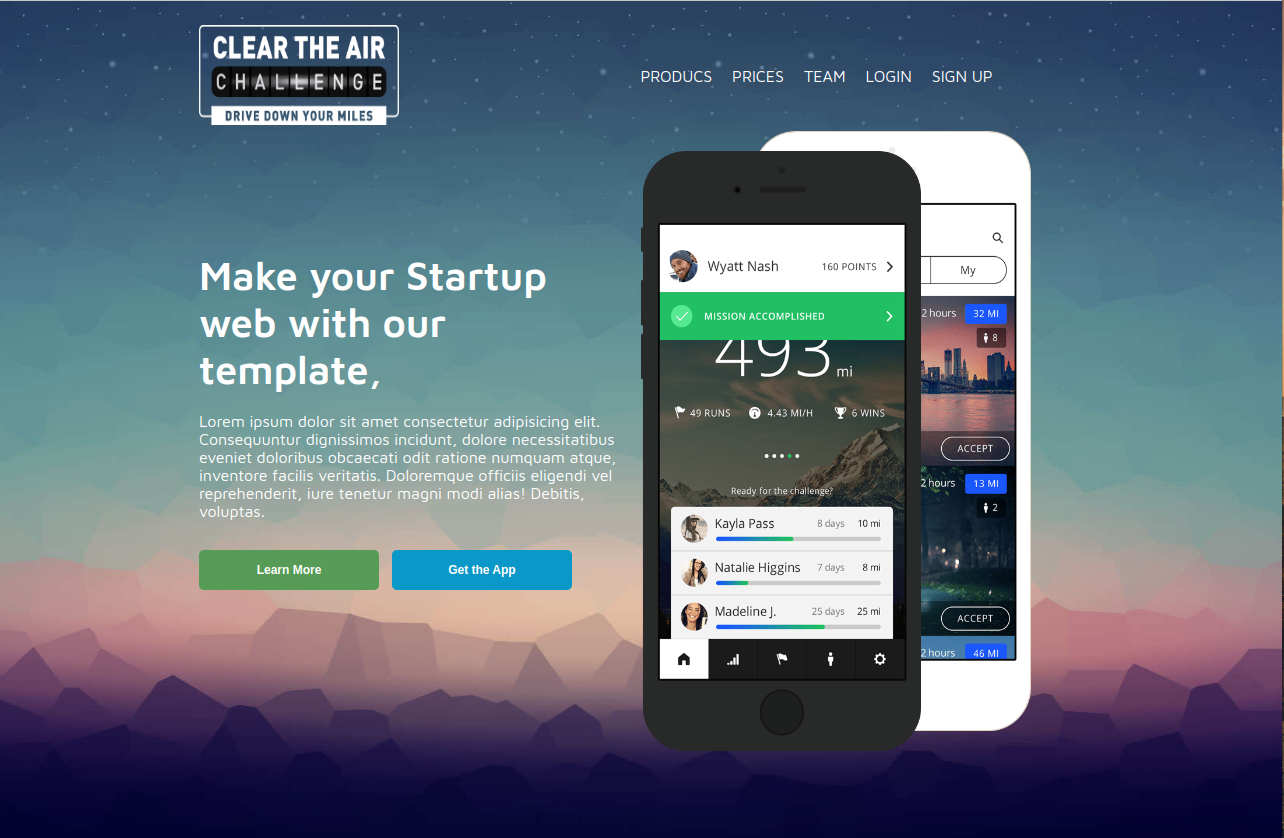 CLEAR THE AIR
CHALLENGE
DRIVE DOWN YOUR MILES
PRODUCS PRICES TEAM LOGIN SIGN UP
Make your Startup
web with our
template,
Lorem ipsum dolor sit amet consectetur adipisicing elit.
Consequuntur dignissimos incidunt, dolore necessitatibus
eveniet doloribus obcaecati odit ratione numquam atque,
inventore facilis veritatis. Doloremque officiis eligendi vel
reprehenderit, iure tenetur magni modi alias! Debitis,
voluptas.
Learn More
Get the App
Wyatt Nash 160 POINTS
MISSION ACCOMPLISHED
493 mi
49 RUNS 4.43 MI/H 6 WINS
Ready for the challenge?
Kayla Pass 8 days 10 mi
Natalie Higgins 7 days 8 mi
Madeline J. 25 days 25 mi
My
2 hours 32 MI
8
ACCEPT
2 hours 13 MI
2
ACCEPT
2 hours 46 MI